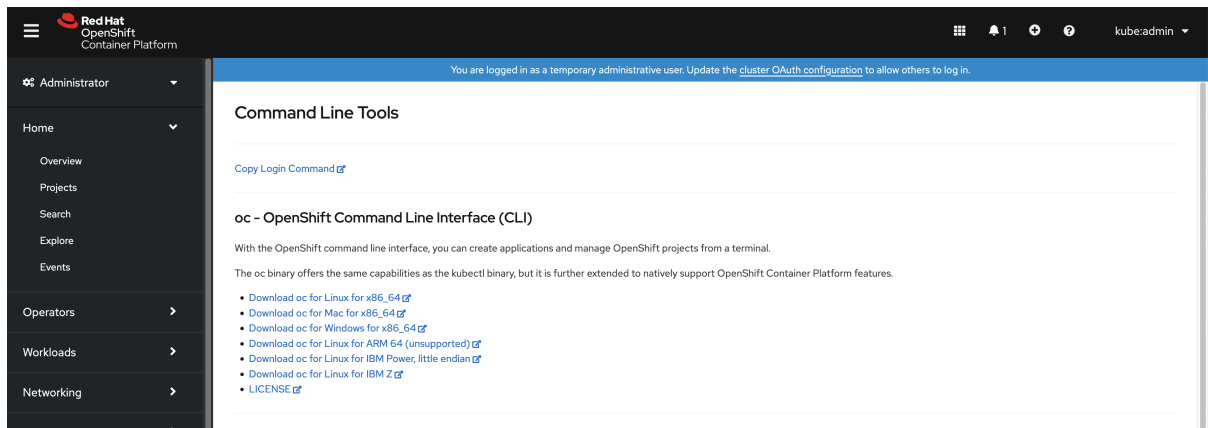 Red Hat
OpenShift
Container Platform
1
kube:admin
Administrator
You are logged in as a temporary administrative user. Update the cluster OAuth configuration to allow others to log in.
Home
Overview
Projects
Search
Explore
Events
Operators
Workloads
Networking
Command Line Tools
Copy Login Command
oc - OpenShift Command Line Interface (CLI)
With the OpenShift command line interface, you can create applications and manage OpenShift projects from a terminal.
The oc binary offers the same capabilities as the kubectl binary, but it is further extended to natively support OpenShift Container Platform features.
Download oc for Linux for x86_64
Download oc for Mac for x86_64
Download oc for Windows for x86_64
Download oc for Linux for ARM 64 (unsupported)
Download oc for Linux for IBM Power, little endian
Download oc for Linux for IBM Z
LICENSE